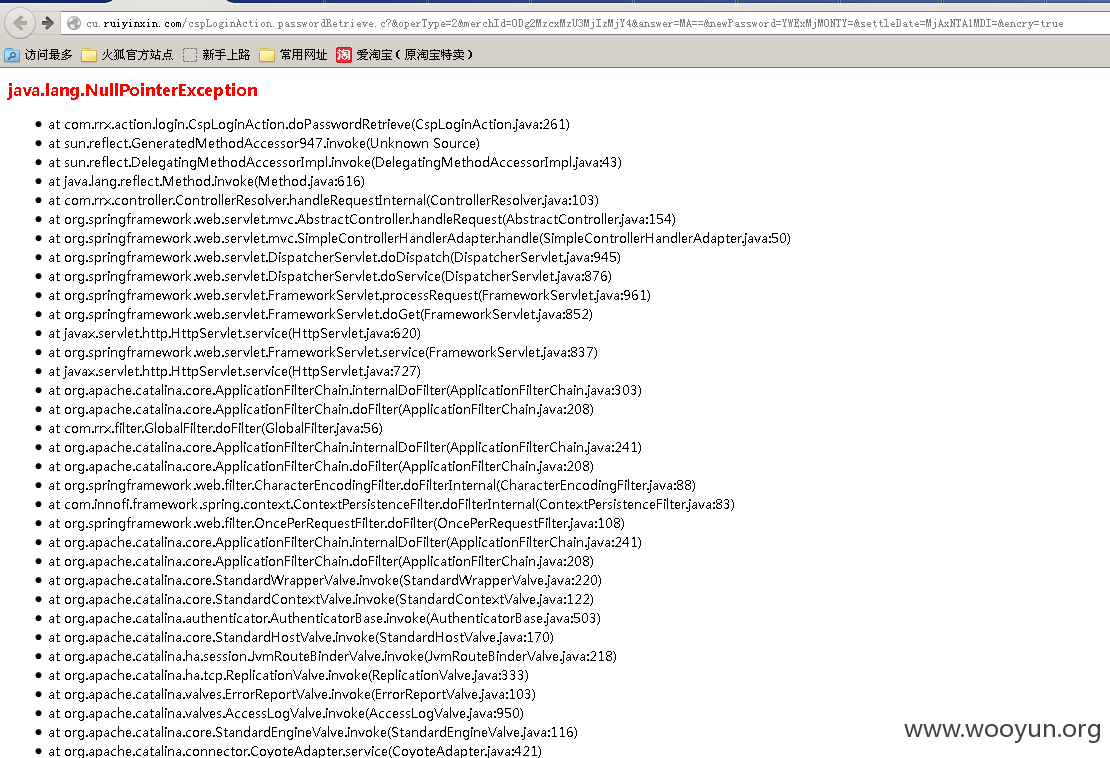 cu.ruiyinxin.com/cspLoginAction.passwordRetrieve.c?&operType=2&merchId=ODg2MzcxMzU3MjIzMjY4&answer=MA==&newPassword=YWExMjMONTY=&settleDate=MjAxNTA1MDI=&encry=true
访问最多 火狐官方站点 新手上路 常用网址 淘 爱淘宝（原淘宝特卖）
java.lang.NullPointerException
at com.rrx.action.login.CspLoginAction.doPasswordRetrieve(CspLoginAction.java:261)
at sun.reflect.GeneratedMethodAccessor947.invoke(Unknown Source)
at sun.reflect.DelegatingMethodAccessorImpl.invoke(DelegatingMethodAccessorImpl.java:43)
at java.lang.reflect.Method.invoke(Method.java:616)
at com.rrx.controller.ControllerResolver.handleRequestInternal(ControllerResolver.java:103)
at org.springframework.web.servlet.mvc.AbstractController.handleRequest(AbstractController.java:154)
at org.springframework.web.servlet.mvc.SimpleControllerHandlerAdapter.handle(SimpleControllerHandlerAdapter.java:50)
at org.springframework.web.servlet.DispatcherServlet.doDispatch(DispatcherServlet.java:945)
at org.springframework.web.servlet.DispatcherServlet.doService(DispatcherServlet.java:876)
at org.springframework.web.servlet.FrameworkServlet.processRequest(FrameworkServlet.java:961)
at org.springframework.web.servlet.FrameworkServlet.doGet(FrameworkServlet.java:852)
at javax.servlet.http.HttpServlet.service(HttpServlet.java:620)
at org.springframework.web.servlet.FrameworkServlet.service(FrameworkServlet.java:837)
at javax.servlet.http.HttpServlet.service(HttpServlet.java:727)
at org.apache.catalina.core.ApplicationFilterChain.internalDoFilter(ApplicationFilterChain.java:303)
at org.apache.catalina.core.ApplicationFilterChain.doFilter(ApplicationFilterChain.java:208)
at com.rrx.filter.GlobalFilter.doFilter(GlobalFilter.java:56)
at org.apache.catalina.core.ApplicationFilterChain.internalDoFilter(ApplicationFilterChain.java:241)
at org.apache.catalina.core.ApplicationFilterChain.doFilter(ApplicationFilterChain.java:208)
at org.springframework.web.filter.CharacterEncodingFilter.doFilterInternal(CharacterEncodingFilter.java:88)
at com.innofi.framework.spring.context.ContextPersistenceFilter.doFilterInternal(ContextPersistenceFilter.java:83)
at org.springframework.web.filter.OncePerRequestFilter.doFilter(OncePerRequestFilter.java:108)
at org.apache.catalina.core.ApplicationFilterChain.internalDoFilter(ApplicationFilterChain.java:241)
at org.apache.catalina.core.ApplicationFilterChain.doFilter(ApplicationFilterChain.java:208)
at org.apache.catalina.core.StandardWrapperValve.invoke(StandardWrapperValve.java:220)
at org.apache.catalina.core.StandardContextValve.invoke(StandardContextValve.java:122)
at org.apache.catalina.authenticator.AuthenticatorBase.invoke(AuthenticatorBase.java:503)
at org.apache.catalina.core.StandardHostValve.invoke(StandardHostValve.java:170)
at org.apache.catalina.ha.session.JvmRouteBinderValve.invoke(JvmRouteBinderValve.java:218)
at org.apache.catalina.ha.tcp.ReplicationValve.invoke(ReplicationValve.java:333)
at org.apache.catalina.valves.ErrorReportValve.invoke(ErrorReportValve.java:103)
at org.apache.catalina.valves.AccessLogValve.invoke(AccessLogValve.java:950)
at org.apache.catalina.core.StandardEngineValve.invoke(StandardEngineValve.java:116)
at org.apache.catalina.connector.CoyoteAdapter.service(CoyoteAdapter.java:421)
www.wooyun.org